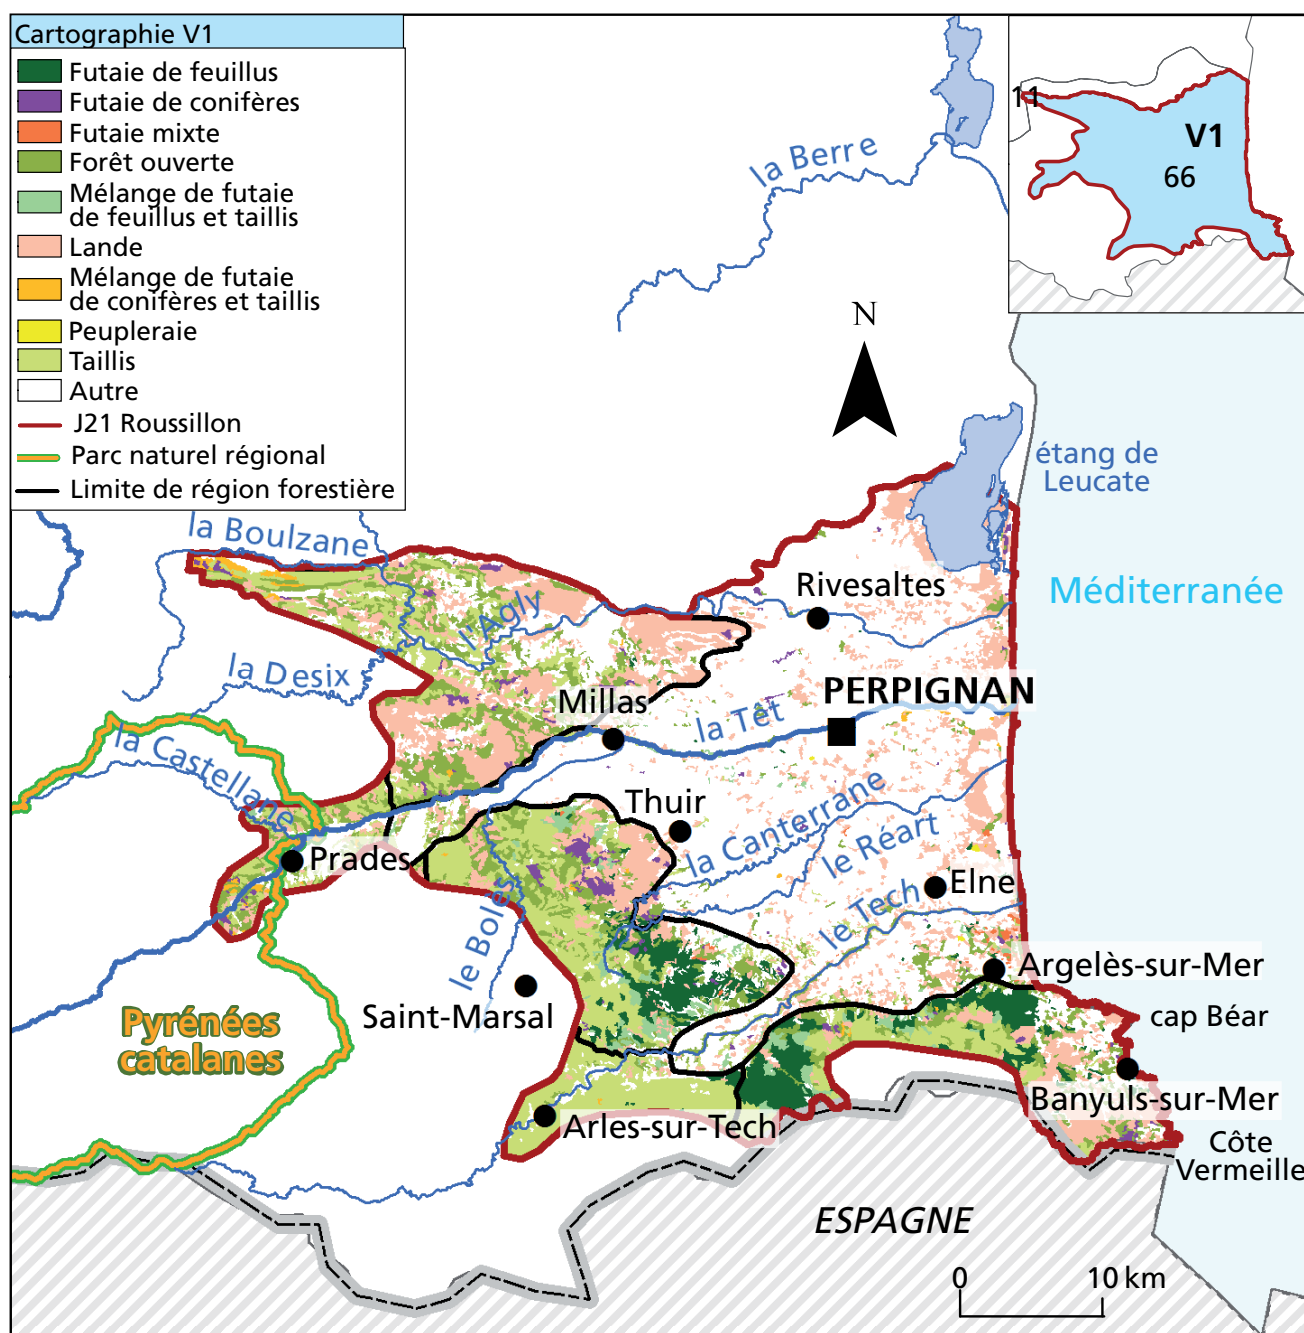 Cartographie V1
Futaie de feuillus
Futaie de conifères
Futaie mixte
Forêt ouverte
Mélange de futaie
de feuillus et taillis
Lande
Mélange de futaie
de conifères et taillis
Peupleraie
Taillis
Autre
J21 Roussillon
Parc naturel régional
Limite de région forestière
11
V1
66
la Berre
N
étang de
Leucate
la Boulzane
Rivesaltes
Méditerranée
l'Agly
la Desix
PERPIGNAN
Millas
la Têt
la Castellane
Thuir
la Canterrane
le Réart
Prades
Elne
le Tech
le Boles
Argelès-sur-Mer
Saint-Marsal
cap Béar
Pyrénées
catalanes
Banyuls-sur-Mer
Arles-sur-Tech
Côte
Vermeille
ESPAGNE
0
10 km